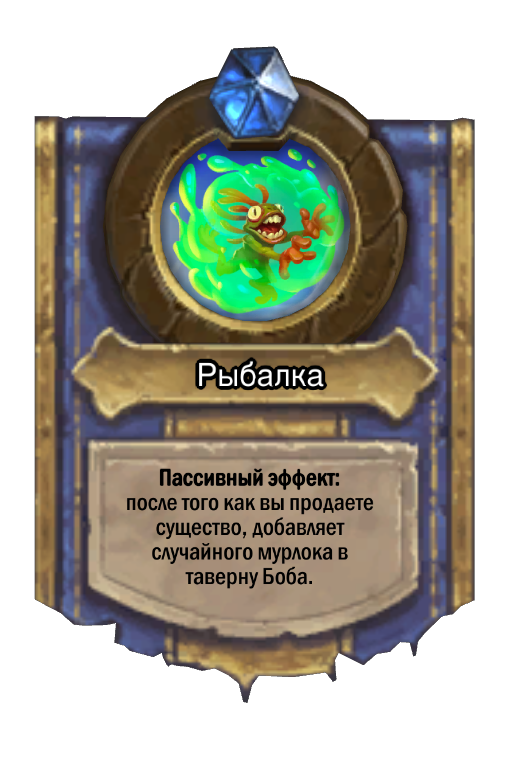 Рыбалка
Пассивный эффект:
после того как вы продаете
существо, добавляет
случайного мурлока в
таверну Боба.